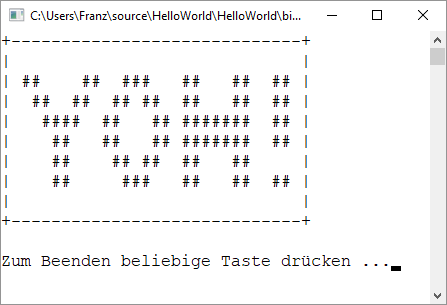 C:\Users\Franz\source\HelloWorld\HelloWorld\bi...
+-----------------------------+
|                             |
| ##    ##  ###   ##   ##  ## |
|  ##  ##  ## ##  ##   ##  ## |
|   ####  ##   ## #######  ## |
|    ##   ##   ## #######  ## |
|    ##    ## ##  ##   ##     |
|    ##     ###   ##   ##  ## |
|                             |
+-----------------------------+
Zum Beenden beliebige Taste drücken ...